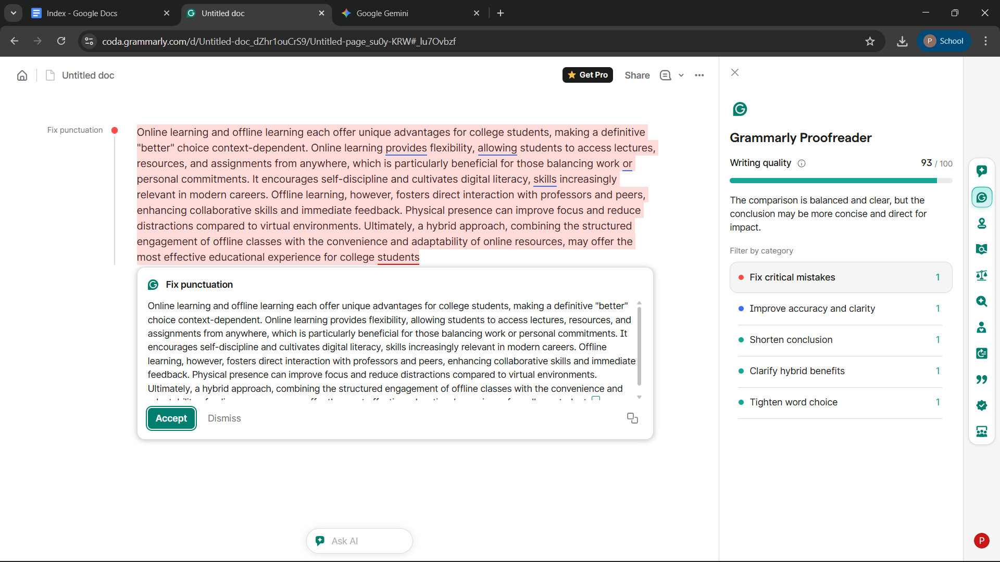 Index - Google Docs
Untitled doc
Google Gemini
coda.grammarly.com/d/Untitled-doc_dZhr1ouCrS9/Untitled-page_su0y-KRW#_lu7Ovbzf
P School
Untitled doc
Get Pro
Share
Fix punctuation
Online learning and offline learning each offer unique advantages for college students, making a definitive
"better" choice context-dependent. Online learning provides flexibility, allowing students to access lectures,
resources, and assignments from anywhere, which is particularly beneficial for those balancing work or
personal commitments. It encourages self-discipline and cultivates digital literacy, skills increasingly
relevant in modern careers. Offline learning, however, fosters direct interaction with professors and peers,
enhancing collaborative skills and immediate feedback. Physical presence can improve focus and reduce
distractions compared to virtual environments. Ultimately, a hybrid approach, combining the structured
engagement of offline classes with the convenience and adaptability of online resources, may offer the
most effective educational experience for college students
Fix punctuation
Online learning and offline learning each offer unique advantages for college students, making a definitive "better"
choice context-dependent. Online learning provides flexibility, allowing students to access lectures, resources, and
assignments from anywhere, which is particularly beneficial for those balancing work or personal commitments. It
encourages self-discipline and cultivates digital literacy, skills increasingly relevant in modern careers. Offline
learning, however, fosters direct interaction with professors and peers, enhancing collaborative skills and immediate
feedback. Physical presence can improve focus and reduce distractions compared to virtual environments.
Ultimately, a hybrid approach, combining the structured engagement of offline classes with the convenience and
Accept
Dismiss
Ask AI
Grammarly Proofreader
Writing quality
93 / 100
The comparison is balanced and clear, but the
conclusion may be more concise and direct for
impact.
Filter by category
Fix critical mistakes 1
Improve accuracy and clarity 1
Shorten conclusion 1
Clarify hybrid benefits 1
Tighten word choice 1
P